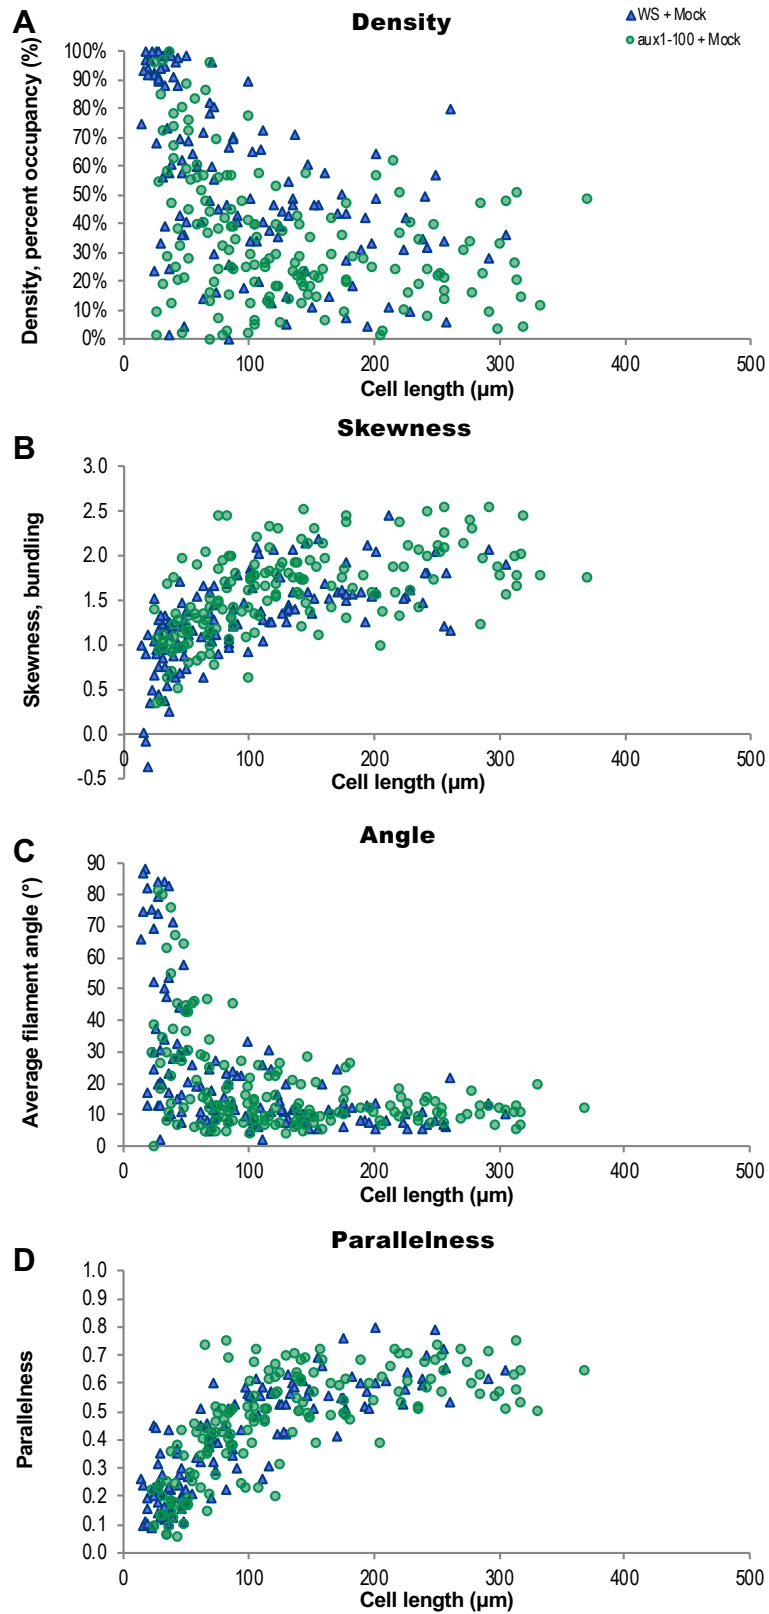 A
Density
WS + Mock
aux1-100 + Mock
Density, percent occupancy (%)
100%
90%
80%
70%
60%
50%
40%
30%
20%
10%
0%
0 100 200 300 400 500
Cell length (µm)
B
Skewness
Skewness, bundling
3.0
2.5
2.0
1.5
1.0
0.5
0.0
-0.5
0 100 200 300 400 500
Cell length (µm)
C
Angle
Average filament angle (°)
90
80
70
60
50
40
30
20
10
0
0 100 200 300 400 500
Cell length (µm)
D
Parallelness
Parallelness
1.0
0.9
0.8
0.7
0.6
0.5
0.4
0.3
0.2
0.1
0.0
0 100 200 300 400 500
Cell length (µm)